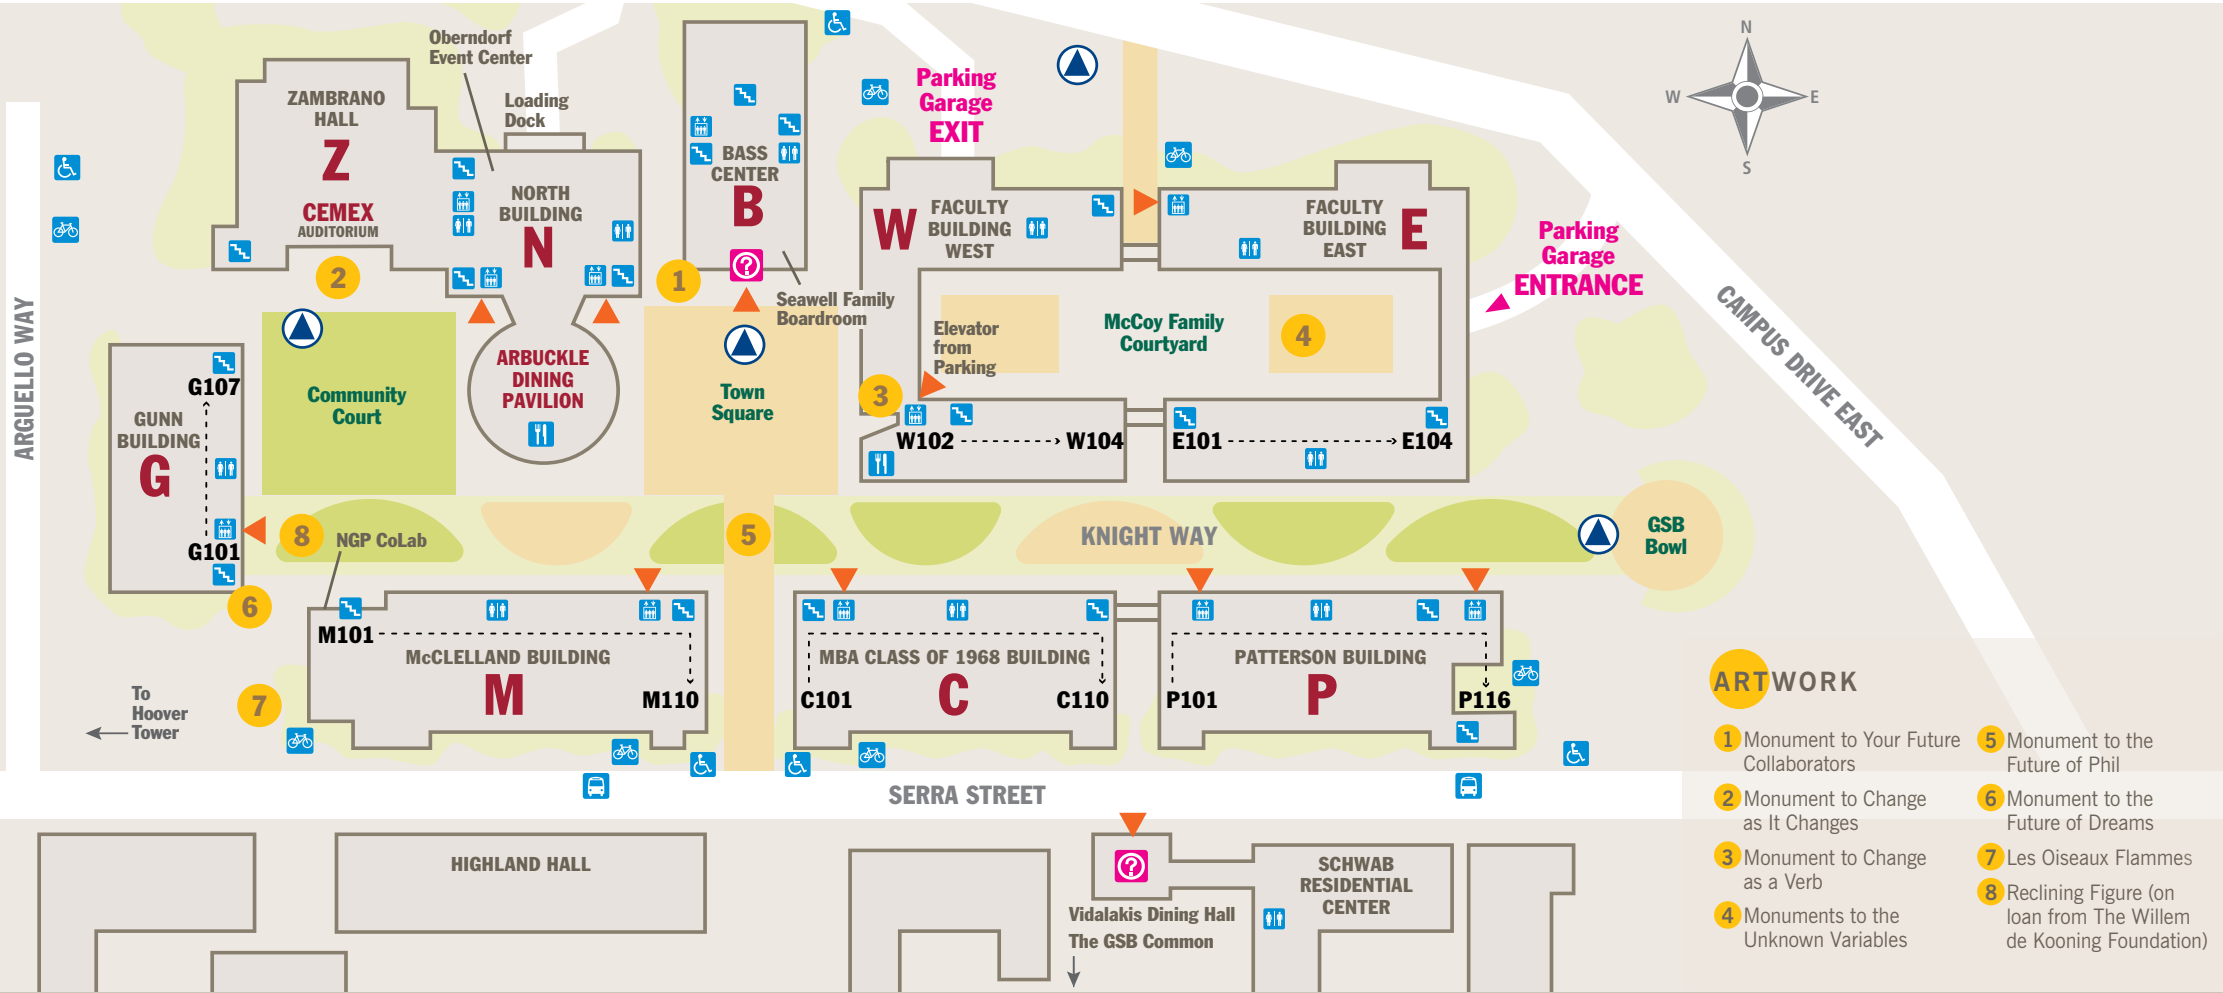 Oberndorf
Event Center
Loading
Dock
ZAMBRANO
HALL
Z
CEMEX
AUDITORIUM
NORTH
BUILDING
N
BASS
CENTER
B
?
Seawell Family
Boardroom
Parking
Garage
EXIT
W
FACULTY
BUILDING
WEST
FACULTY
BUILDING
EAST
E
Parking
Garage
ENTRANCE
N
W
E
S
CAMPUS DRIVE EAST
ARGUELLO WAY
1
2
3
4
McCoy Family
Courtyard
Elevator
from
Parking
W102
W104
E101
E104
ARBUCKLE
DINING
PAVILION
Community
Court
Town
Square
G107
GUNN
BUILDING
G
G101
8
NGP CoLab
5
KNIGHT WAY
GSB
Bowl
6
7
To
Hoover
Tower
M101
McCLELLAND BUILDING
M
M110
MBA CLASS OF 1968 BUILDING
C101
C
C110
PATTERSON BUILDING
P101
P
P116
SERRA STREET
HIGHLAND HALL
?
Vidalakis Dining Hall
The GSB Common
SCHWAB
RESIDENTIAL
CENTER
ARTWORK
1 Monument to Your Future
Collaborators
2 Monument to Change
as It Changes
3 Monument to Change
as a Verb
4 Monuments to the
Unknown Variables
5 Monument to the
Future of Phil
6 Monument to the
Future of Dreams
7 Les Oiseaux Flammes
8 Reclining Figure (on
loan from The Willem
de Kooning Foundation)